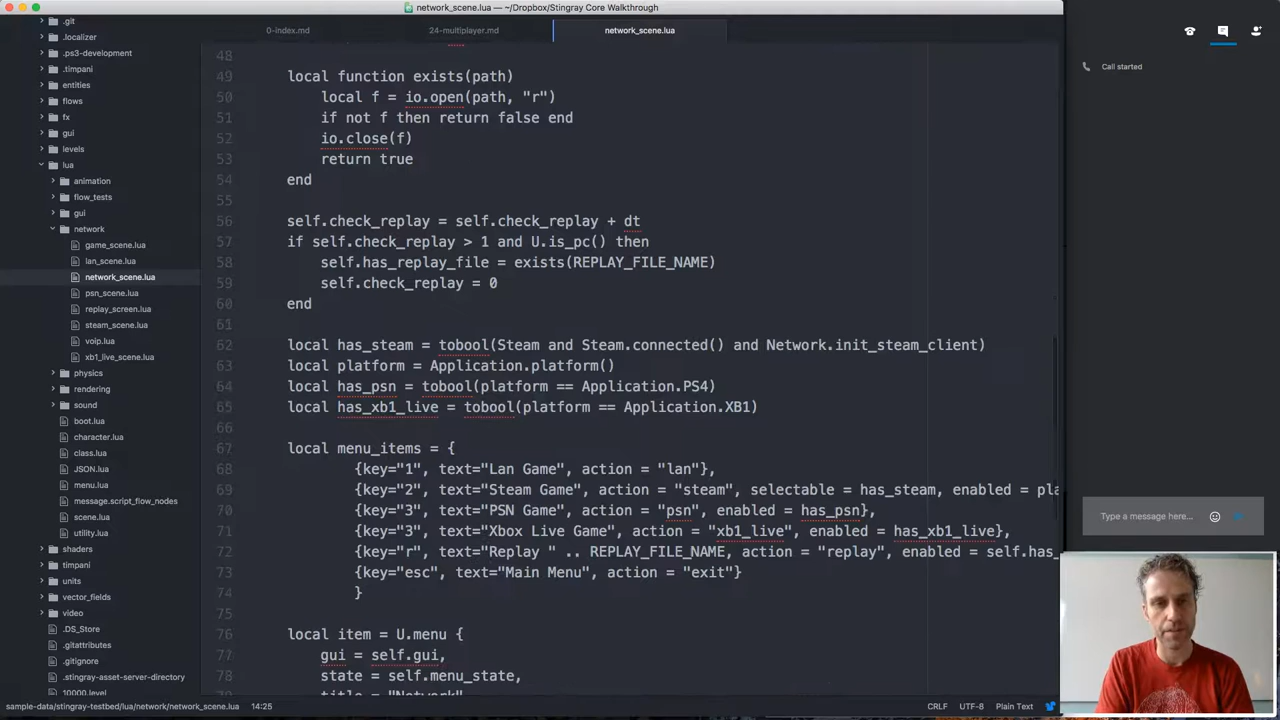 network_scene.lua — ~/Dropbox/Stingray Core Walkthrough
0-index.md
24-multiplayer.md
network_scene.lua
.git
.localizer
.ps3-development
.timpani
entities
flows
fx
gui
levels
lua
animation
flow_tests
gui
network
game_scene.lua
lan_scene.lua
network_scene.lua
psn_scene.lua
replay_screen.lua
steam_scene.lua
voip.lua
xb1_live_scene.lua
physics
rendering
sound
boot.lua
character.lua
class.lua
JSON.lua
menu.lua
message.script_flow_nodes
scene.lua
utility.lua
shaders
timpani
units
vector_fields
video
.DS_Store
.gitattributes
.gitignore
.stingray-asset-server-directory
10000.level
48
49 local function exists(path)
50 local f = io.open(path, "r")
51 if not f then return false end
52 io.close(f)
53 return true
54 end
55
56 self.check_replay = self.check_replay + dt
57 if self.check_replay > 1 and U.is_pc() then
58 self.has_replay_file = exists(REPLAY_FILE_NAME)
59 self.check_replay = 0
60 end
61
62 local has_steam = tobool(Steam and Steam.connected() and Network.init_steam_client)
63 local platform = Application.platform()
64 local has_psn = tobool(platform == Application.PS4)
65 local has_xb1_live = tobool(platform == Application.XB1)
66
67 local menu_items = {
68 {key="1", text="Lan Game", action = "lan"},
69 {key="2", text="Steam Game", action = "steam", selectable = has_steam, enabled = pla
70 {key="3", text="PSN Game", action = "psn", enabled = has_psn},
71 {key="3", text="Xbox Live Game", action = "xb1_live", enabled = has_xb1_live},
72 {key="r", text="Replay " .. REPLAY_FILE_NAME, action = "replay", enabled = self.has_
73 {key="esc", text="Main Menu", action = "exit"}
74 }
75
76 local item = U.menu {
77 gui = self.gui,
78 state = self.menu_state,
79 title = "Network"
Call started
Type a message here...
sample-data/stingray-testbed/lua/network/network_scene.lua 14:25
CRLF UTF-8 Plain Text